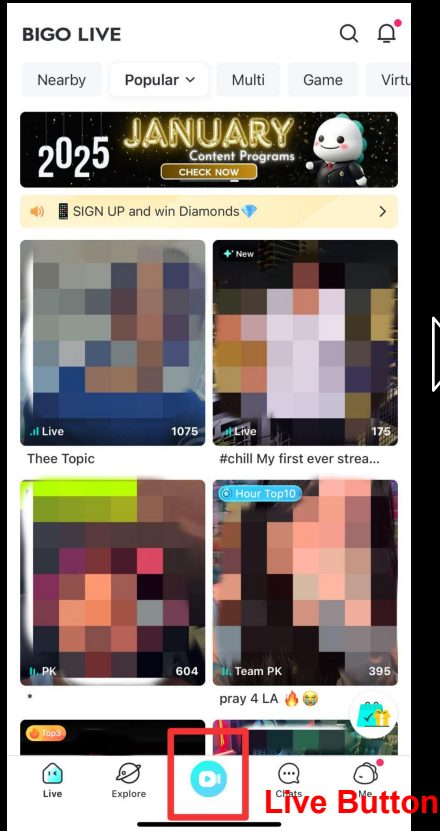 BIGO LIVE
Nearby Popular Multi Game Virtu
2025 JANUARY
Content Programs
CHECK NOW
SIGN UP and win Diamonds
New
Live 1075
Live 175
Thee Topic
#chill My first ever strea...
Hour Top10
PK 604
Team PK 395
*
pray 4 LA
Top3
Live Explore Chats Me
Live Button